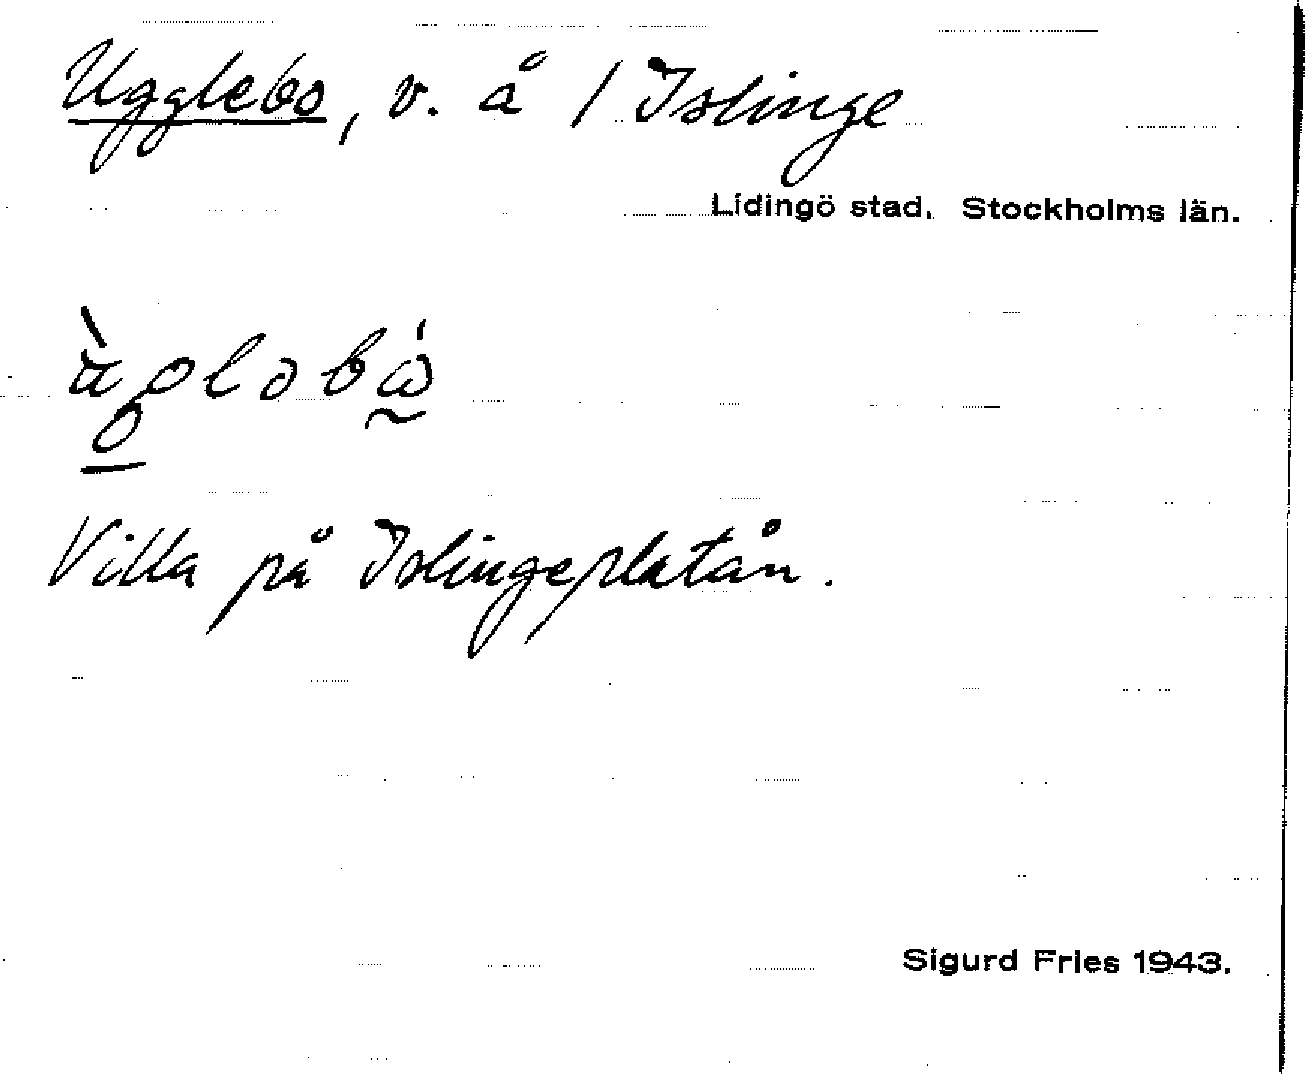 Ugglebo, v. å / Islinge
Lidingö stad. Stockholms län.
Villa på Islingeplatån.
Sigurd Fries 1943.